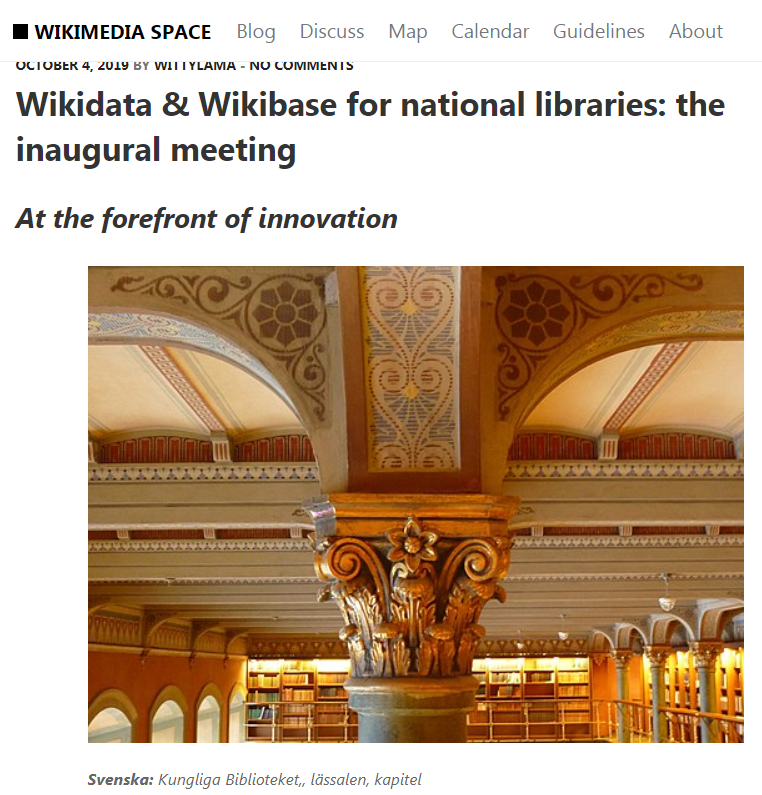 WIKIMEDIA SPACE Blog Discuss Map Calendar Guidelines About
OCTOBER 4, 2019 BY WITTYLAMA - NO COMMENTS
Wikidata & Wikibase for national libraries: the
inaugural meeting
At the forefront of innovation
Svenska: Kungliga Biblioteket,, lässalen, kapitel